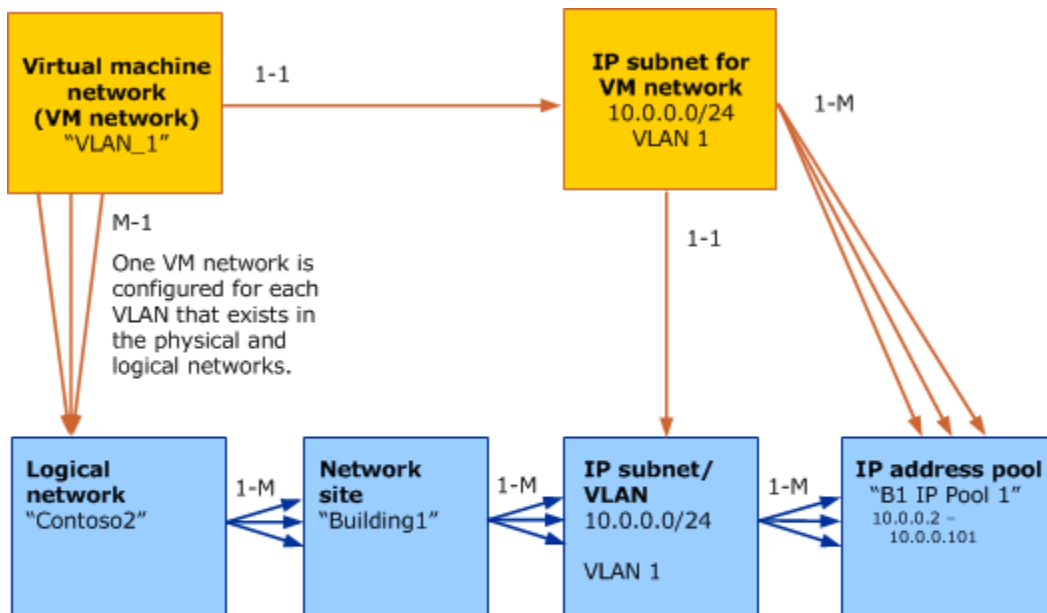 Virtual machine
network
(VM network)
“VLAN_1”
1-1
IP subnet for
VM network
10.0.0.0/24
VLAN 1
1-M
M-1
One VM network is
configured for each
VLAN that exists in
the physical and
logical networks.
1-1
Logical
network
“Contoso2”
1-M
Network
site
“Building1”
1-M
IP subnet/
VLAN
10.0.0.0/24
VLAN 1
1-M
IP address pool
“B1 IP Pool 1”
10.0.0.2 –
10.0.0.101